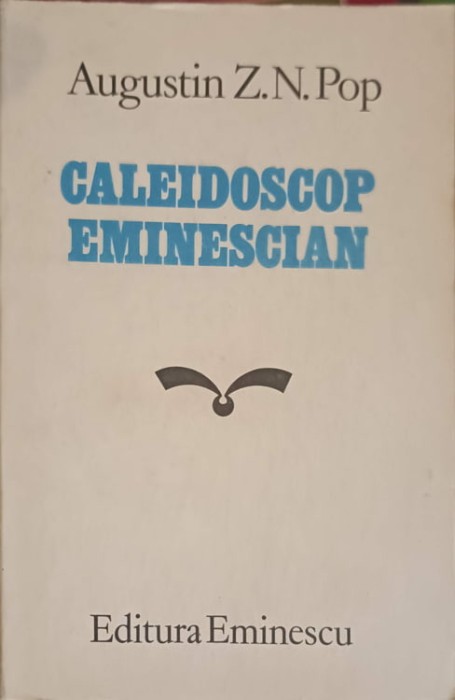 Augustin Z.N. Pop
CALEIDOSCOP
EMINESCIAN
Editura Eminescu